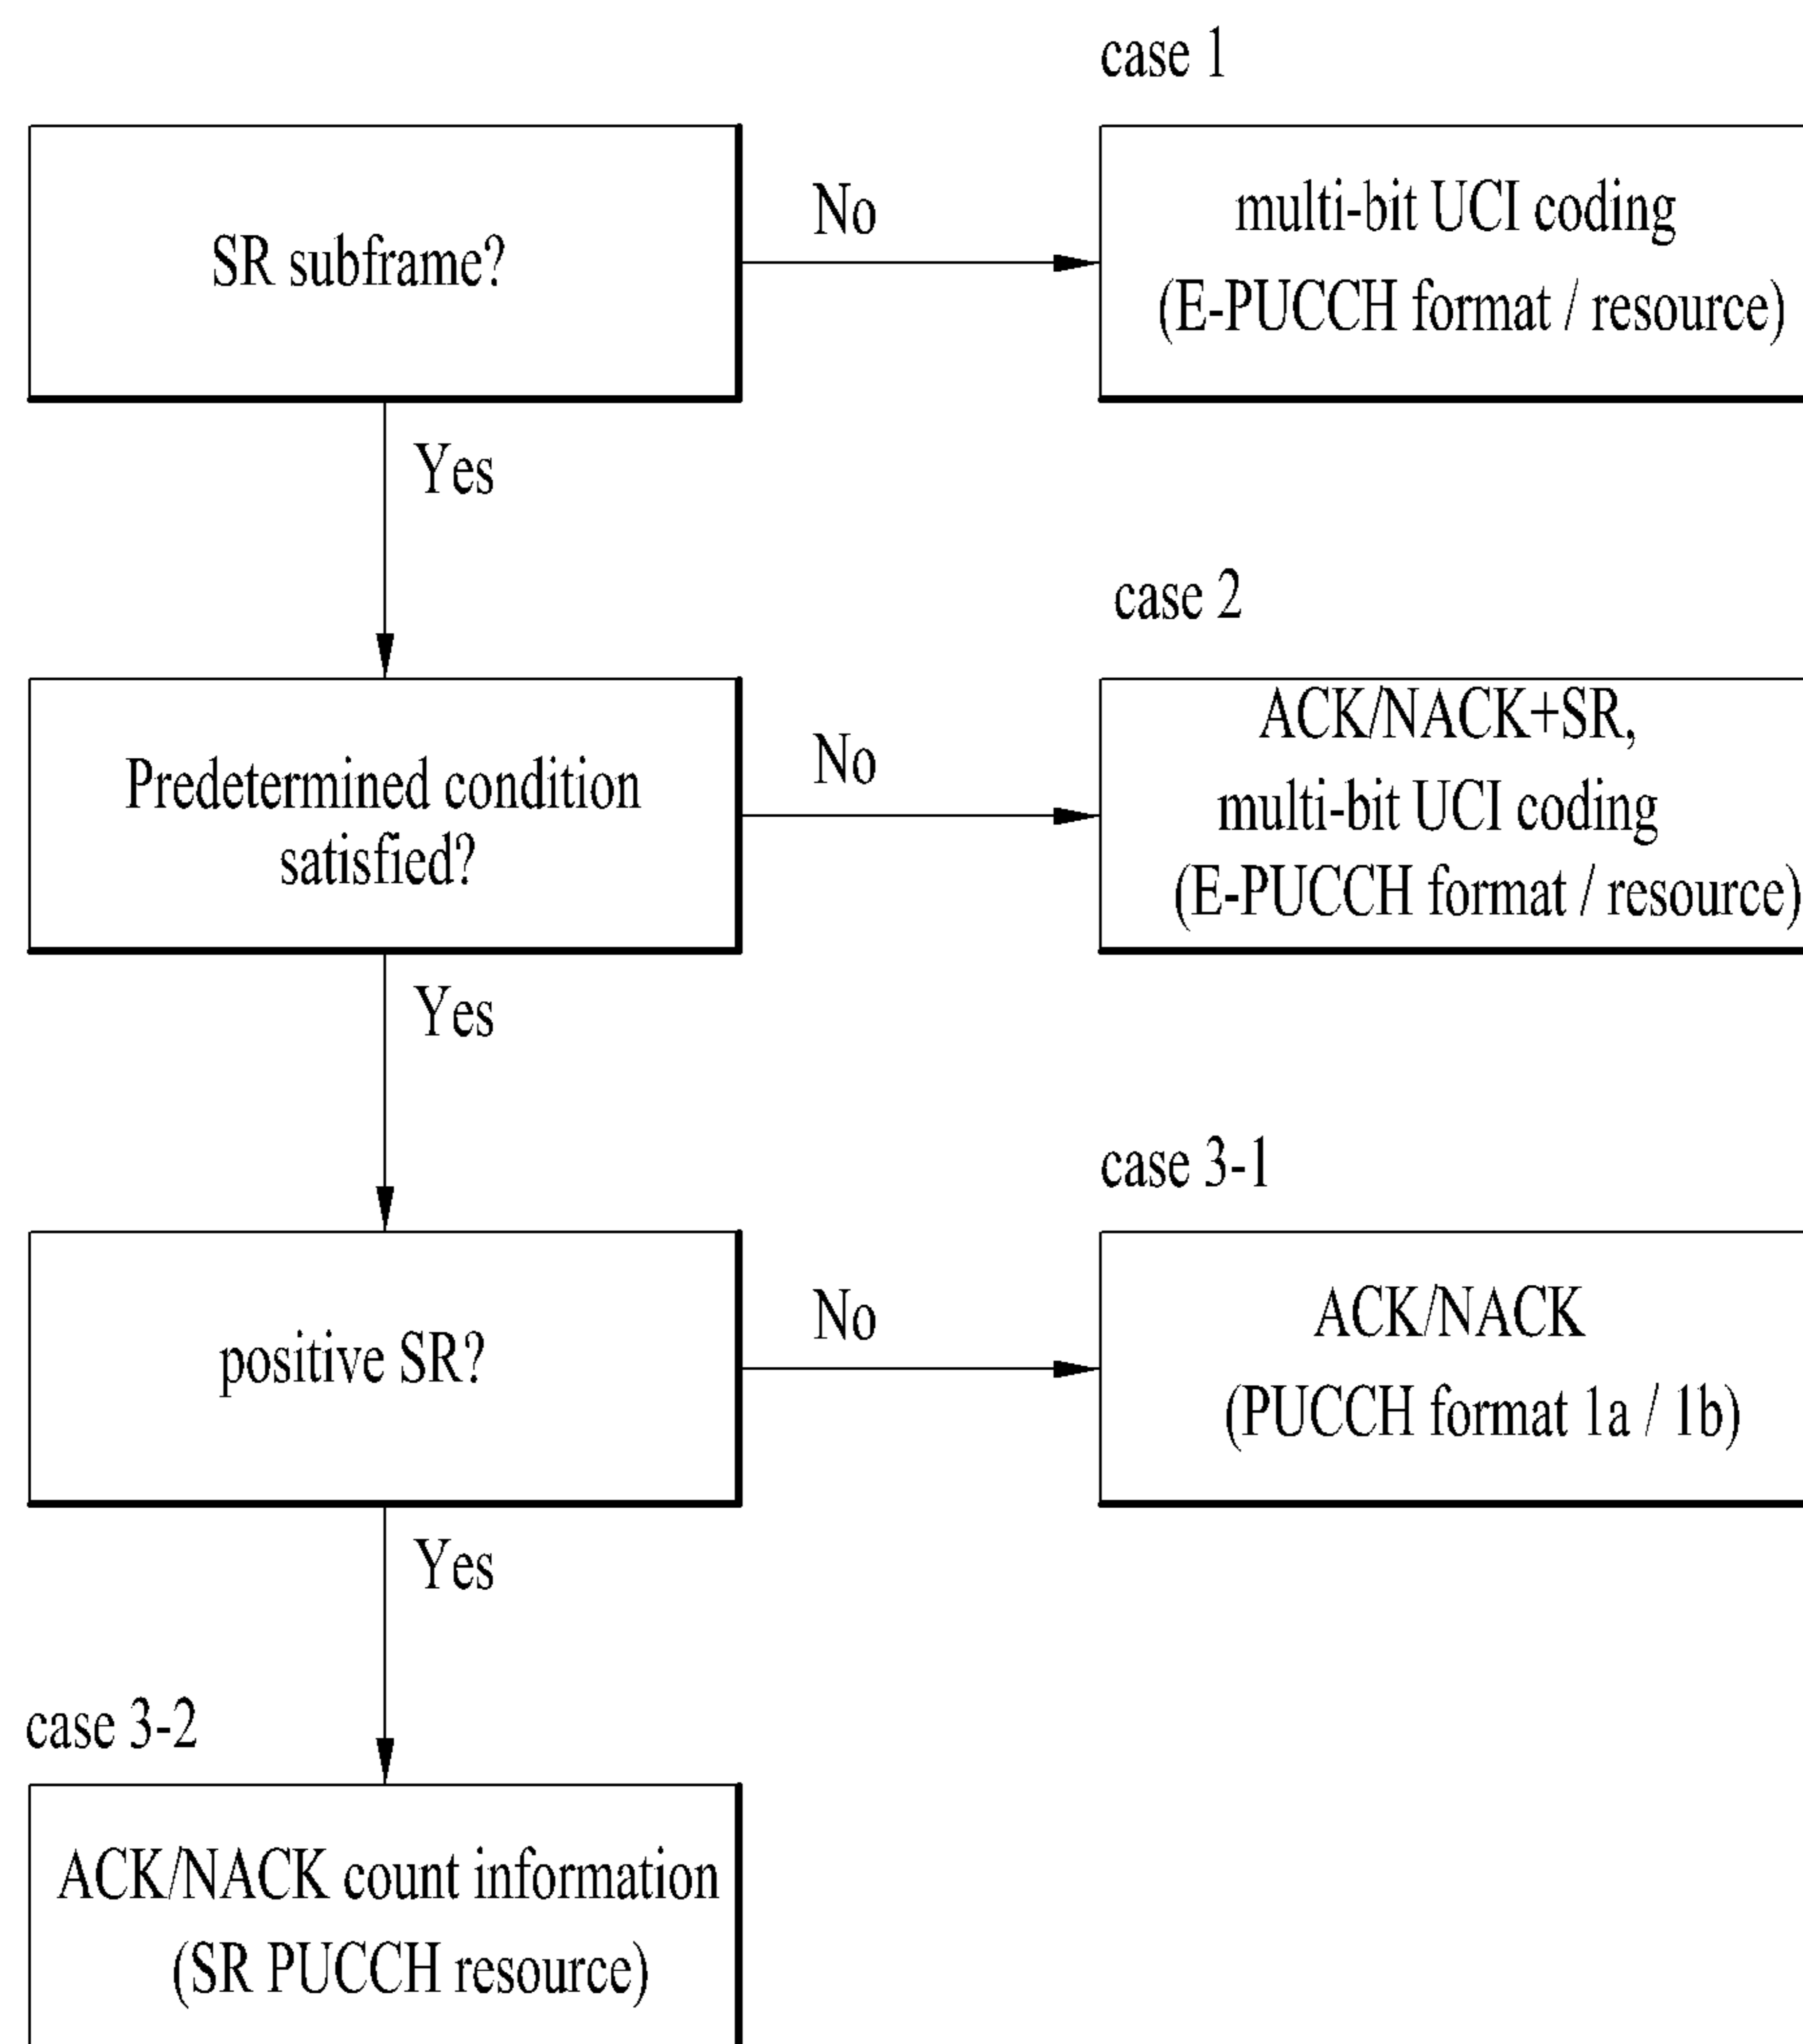 case 1
SR subframe?
No
multi-bit UCI coding
(E-PUCCH format / resource)
Yes
case 2
Predetermined condition
satisfied?
No
ACK/NACK+SR,
multi-bit UCI coding
(E-PUCCH format / resource)
Yes
case 3-1
positive SR?
No
ACK/NACK
(PUCCH format 1a / 1b)
Yes
case 3-2
ACK/NACK count information
(SR PUCCH resource)